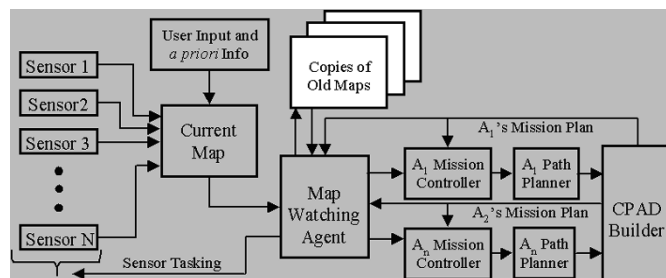 User Input and
a priori Info
Sensor 1
Sensor2
Sensor 3
Sensor N
Current
Map
Copies of
Old Maps
Map
Watching
Agent
A1's Mission Plan
A1 Mission
Controller
A1 Path
Planner
A2's Mission Plan
An Mission
Controller
An Path
Planner
CPAD
Builder
Sensor Tasking